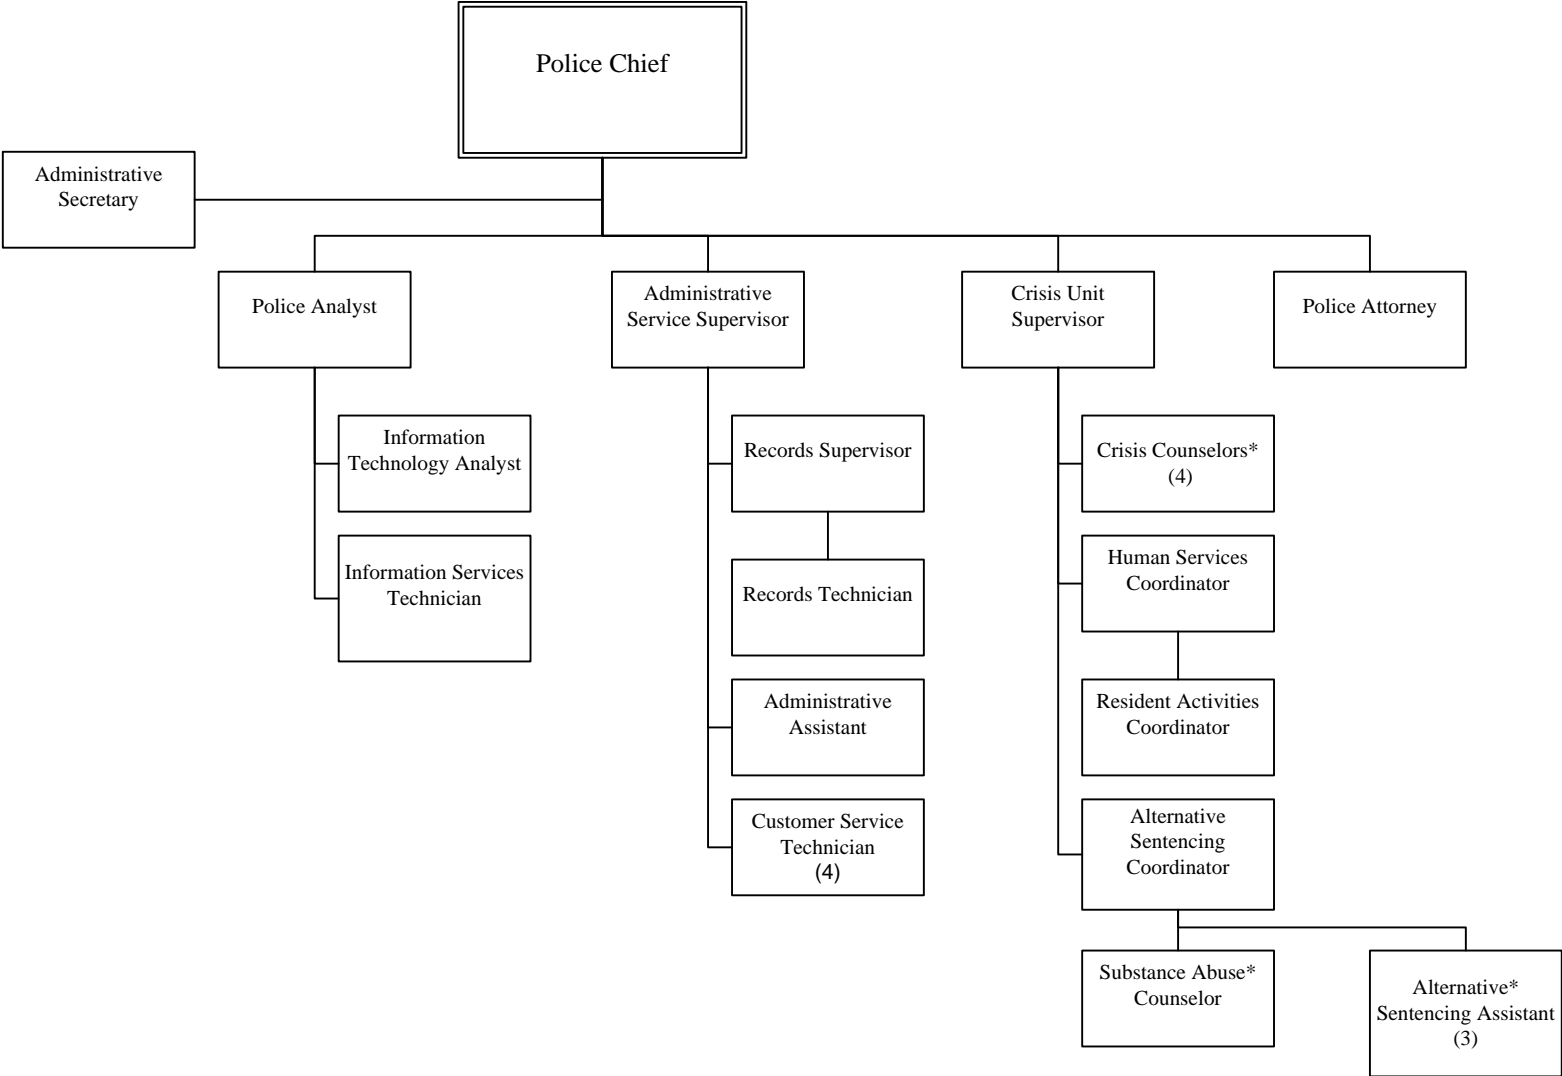 Police Chief
Administrative
Secretary
Police Analyst
Administrative
Service Supervisor
Crisis Unit
Supervisor
Police Attorney
Information
Technology Analyst
Records Supervisor
Crisis Counselors*
(4)
Information Services
Technician
Records Technician
Human Services
Coordinator
Administrative
Assistant
Resident Activities
Coordinator
Customer Service
Technician
(4)
Alternative
Sentencing
Coordinator
Substance Abuse*
Counselor
Alternative*
Sentencing Assistant
(3)